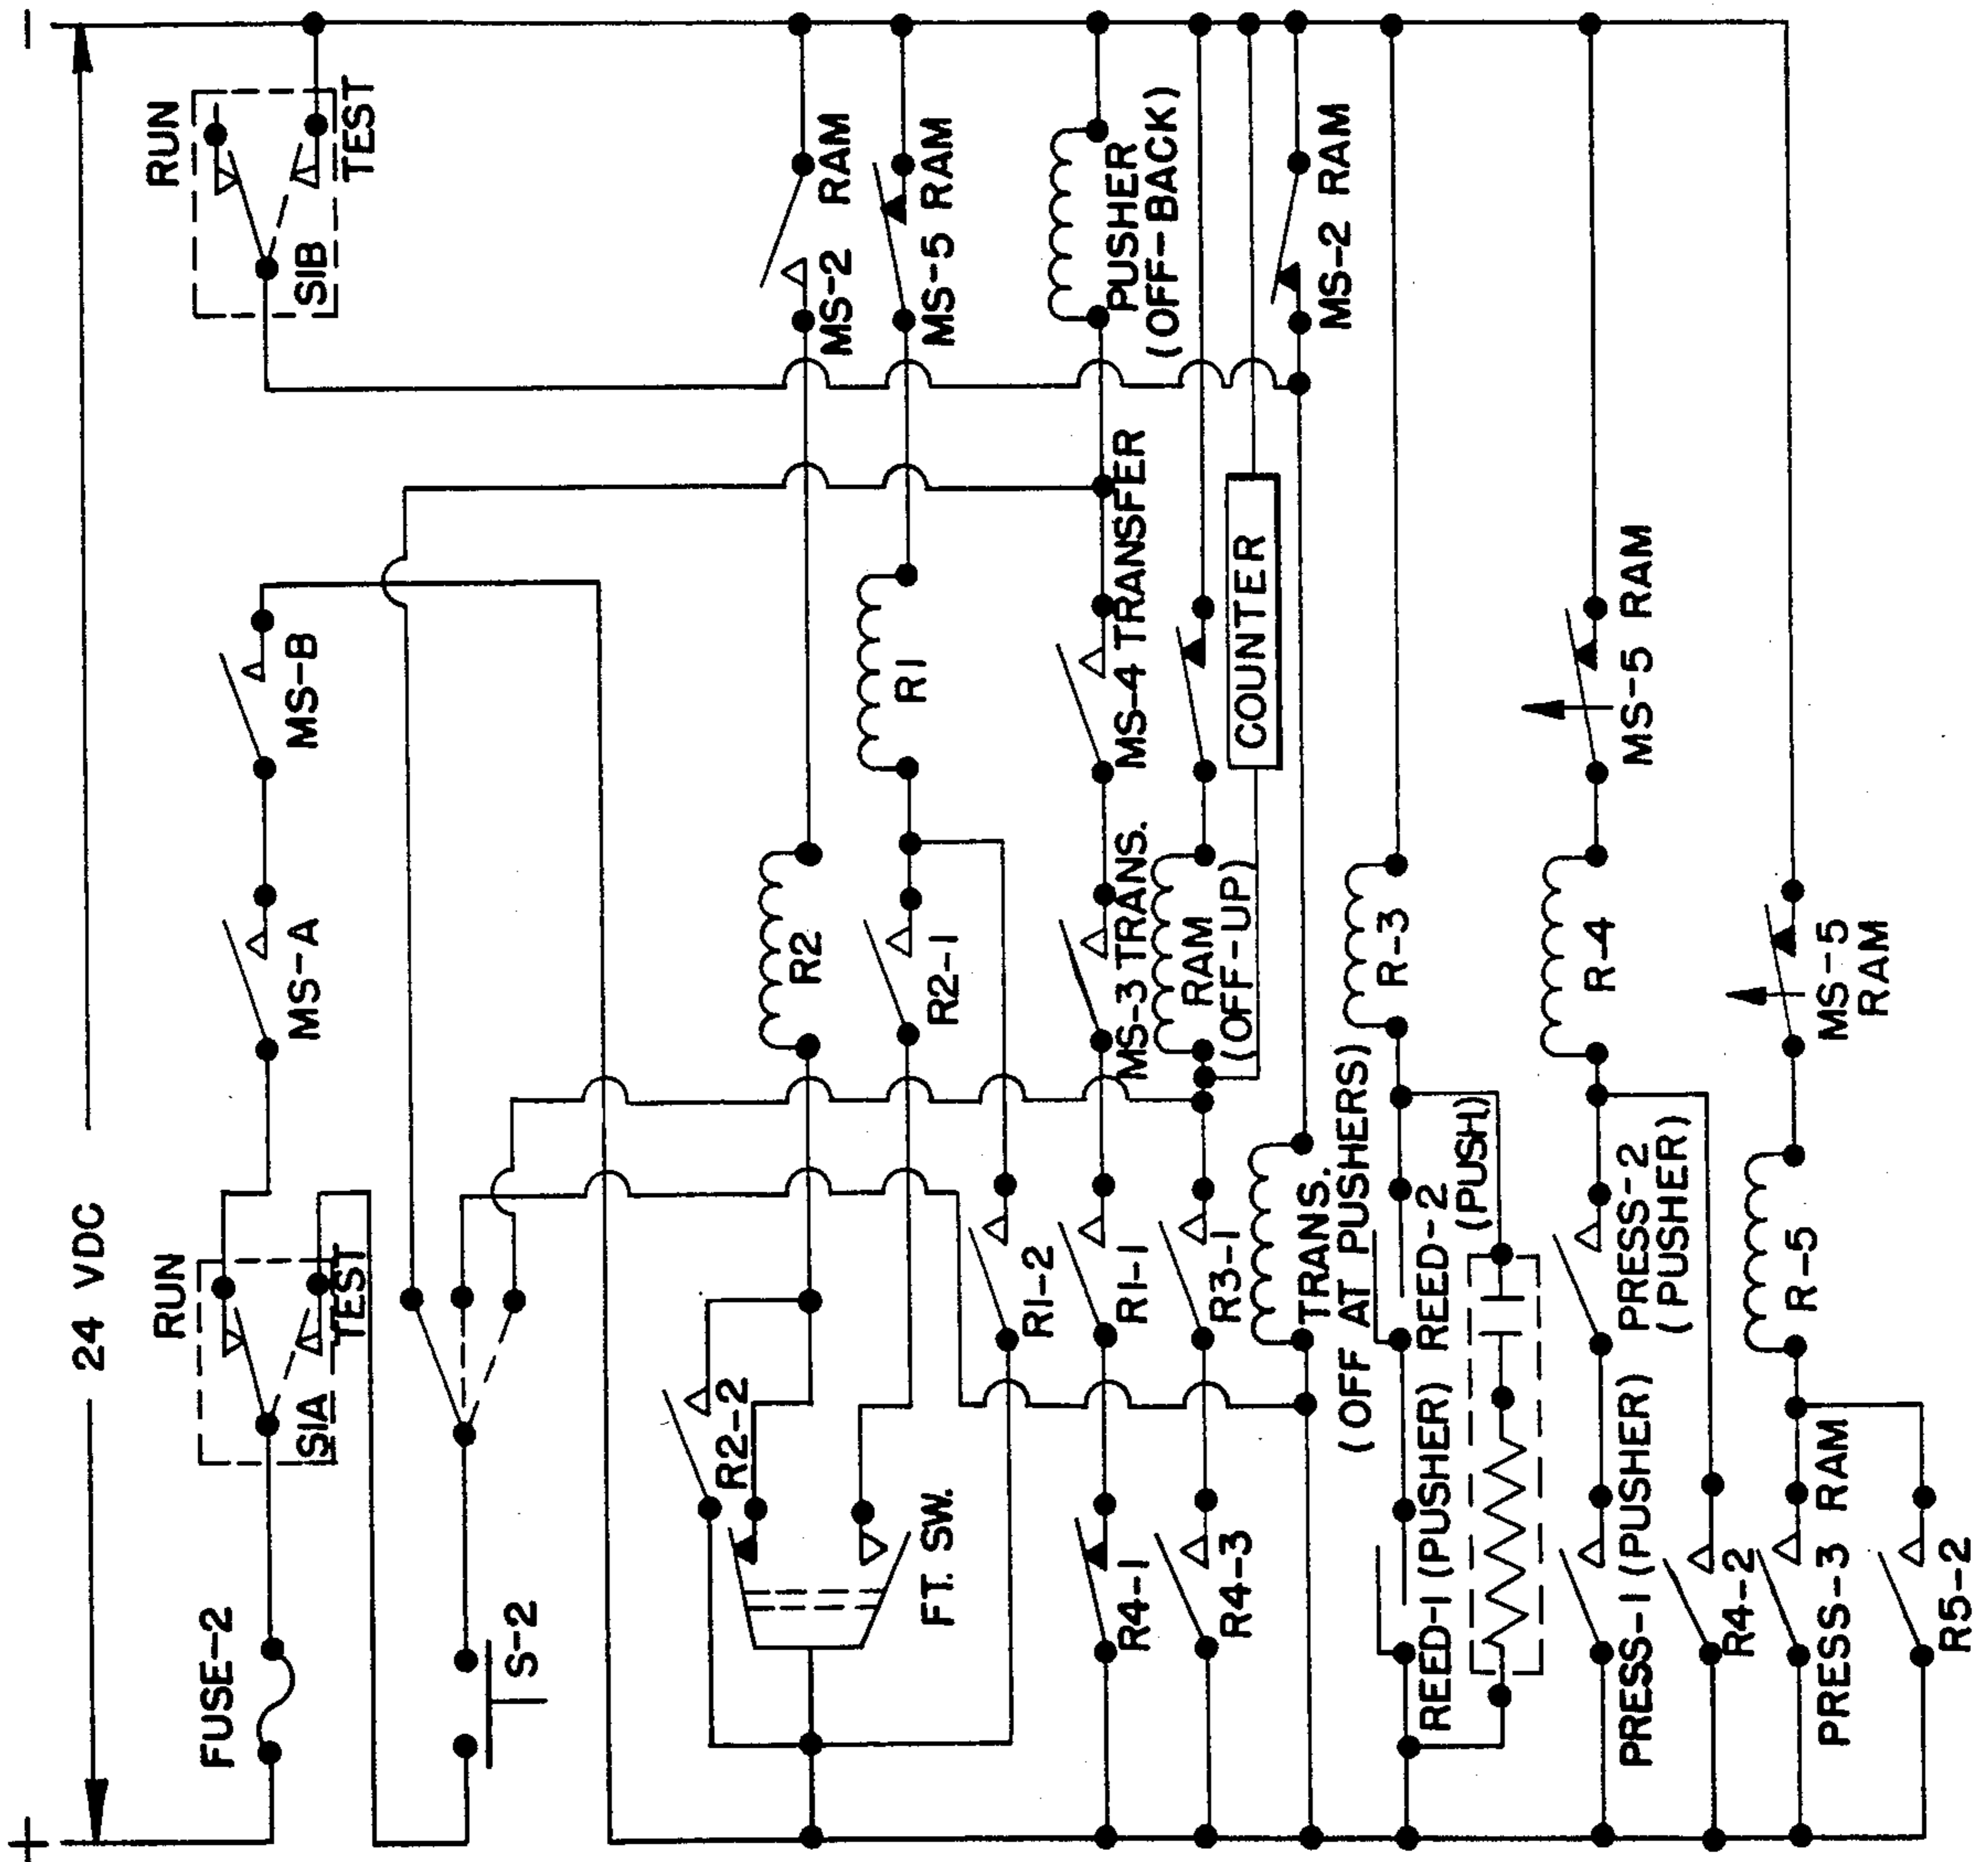 +
24 VDC
−
FUSE-2
S1A
RUN
TEST
MS-A
MS-B
S1B
RUN
TEST
S-2
R2-2
FT. SW.
R2
MS-2 RAM
R2-1
R1
MS-5 RAM
R1-2
R4-1
R1-1
MS-3 TRANS.
MS-4 TRANSFER
PUSHER
(OFF-BACK)
R4-3
R3-1
RAM
(OFF-UP)
COUNTER
TRANS.
(OFF AT PUSHERS)
MS-2 RAM
REED-1 (PUSHER)
REED-2
(PUSH)
R-3
PRESS-1 (PUSHER)
PRESS-2
(PUSHER)
R-4
MS-5 RAM
R4-2
PRESS-3 RAM
R-5
MS-5
RAM
R5-2